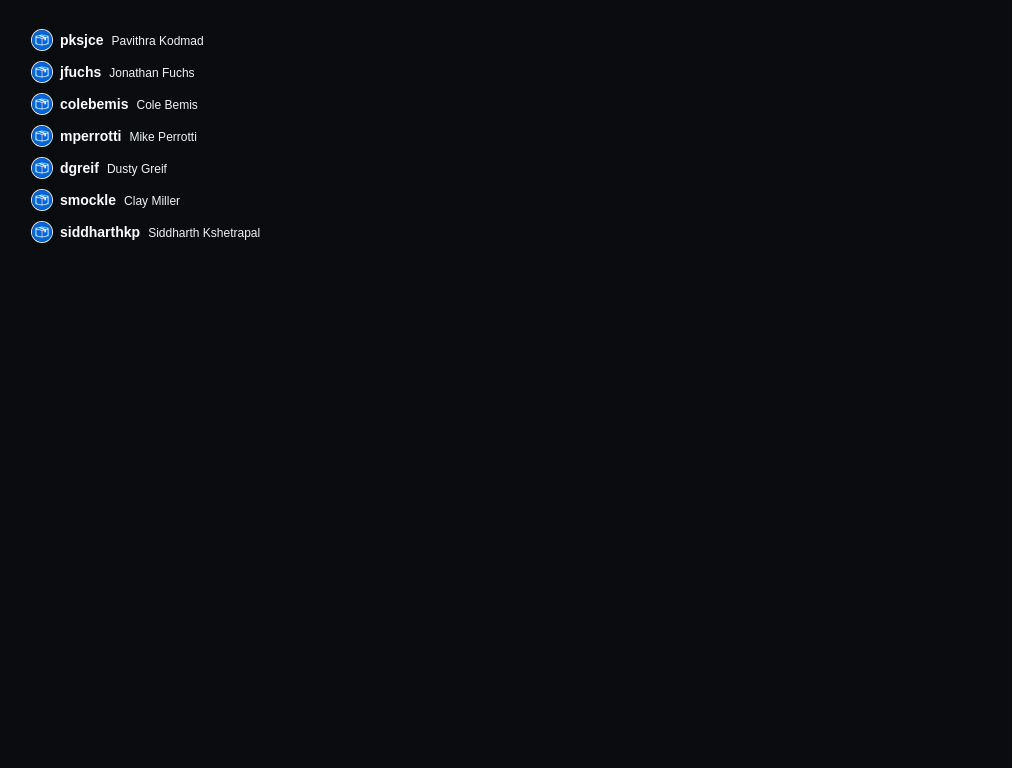 pksjce Pavithra Kodmad
jfuchs Jonathan Fuchs
colebemis Cole Bemis
mperrotti Mike Perrotti
dgreif Dusty Greif
smockle Clay Miller
siddharthkp Siddharth Kshetrapal